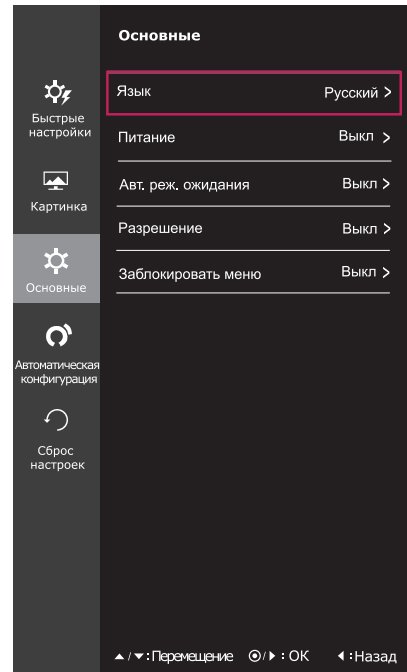 Основные
Быстрые
настройки
Картинка
Основные
Автоматическая
конфигурация
Сброс
настроек
Язык Русский >
Питание Выкл >
Авт. реж. ожидания Выкл >
Разрешение Выкл >
Заблокировать меню Выкл >
▲/▼:Перемещение ⦿/▶:ОК ◀:Назад